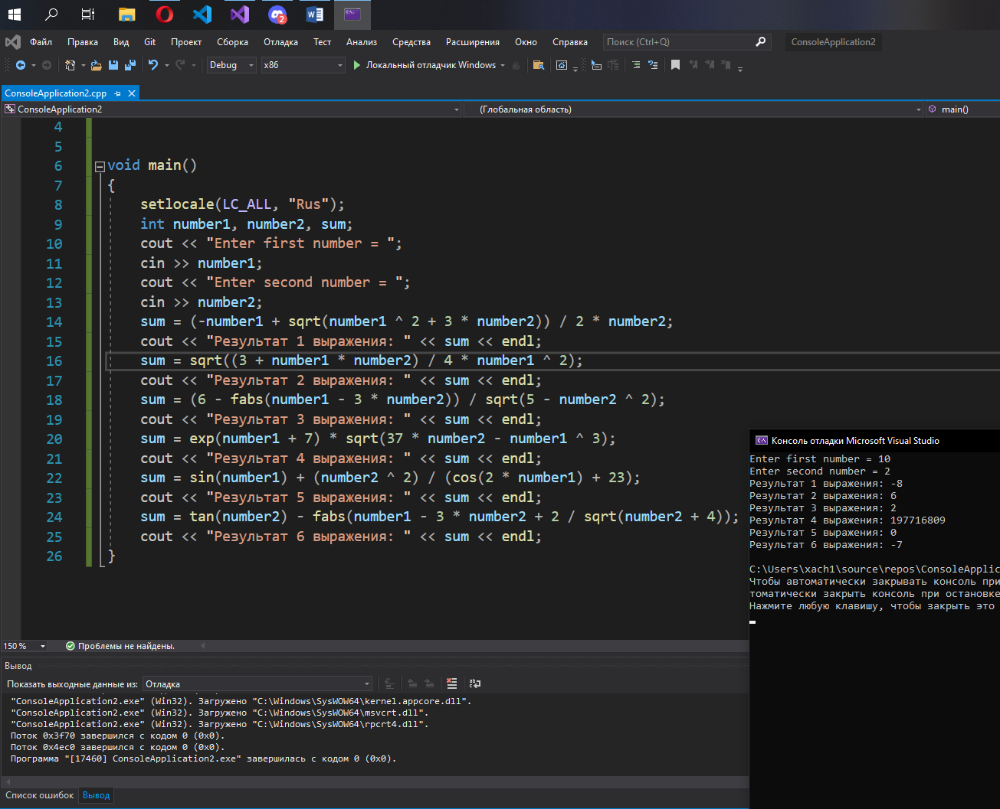 2
Файл Правка Вид Git Проект Сборка Отладка Тест Анализ Средства Расширения Окно Справка Поиск (Ctrl+Q) ConsoleApplication2
Debug x86 Локальный отладчик Windows
ConsoleApplication2.cpp
ConsoleApplication2 (Глобальная область) main()
4
5
6 void main()
7 {
8 setlocale(LC_ALL, "Rus");
9 int number1, number2, sum;
10 cout << "Enter first number = ";
11 cin >> number1;
12 cout << "Enter second number = ";
13 cin >> number2;
14 sum = (-number1 + sqrt(number1 ^ 2 + 3 * number2)) / 2 * number2;
15 cout << "Результат 1 выражения: " << sum << endl;
16 sum = sqrt((3 + number1 * number2) / 4 * number1 ^ 2);
17 cout << "Результат 2 выражения: " << sum << endl;
18 sum = (6 - fabs(number1 - 3 * number2)) / sqrt(5 - number2 ^ 2);
19 cout << "Результат 3 выражения: " << sum << endl;
20 sum = exp(number1 + 7) * sqrt(37 * number2 - number1 ^ 3);
21 cout << "Результат 4 выражения: " << sum << endl;
22 sum = sin(number1) + (number2 ^ 2) / (cos(2 * number1) + 23);
23 cout << "Результат 5 выражения: " << sum << endl;
24 sum = tan(number2) - fabs(number1 - 3 * number2 + 2 / sqrt(number2 + 4));
25 cout << "Результат 6 выражения: " << sum << endl;
26 }
Консоль отладки Microsoft Visual Studio
Enter first number = 10
Enter second number = 2
Результат 1 выражения: -8
Результат 2 выражения: 6
Результат 3 выражения: 2
Результат 4 выражения: 197716809
Результат 5 выражения: 0
Результат 6 выражения: -7
C:\Users\xach1\source\repos\ConsoleApplic
Чтобы автоматически закрывать консоль при
томатически закрыть консоль при остановке
Нажмите любую клавишу, чтобы закрыть это
150 % Проблемы не найдены.
Вывод
Показать выходные данные из: Отладка
"ConsoleApplication2.exe" (Win32). Загружено "C:\Windows\SysWOW64\kernel.appcore.dll".
"ConsoleApplication2.exe" (Win32). Загружено "C:\Windows\SysWOW64\msvcrt.dll".
"ConsoleApplication2.exe" (Win32). Загружено "C:\Windows\SysWOW64\rpcrt4.dll".
Поток 0x3f70 завершился с кодом 0 (0x0).
Поток 0x4ec0 завершился с кодом 0 (0x0).
Программа "[17460] ConsoleApplication2.exe" завершилась с кодом 0 (0x0).
Список ошибок Вывод